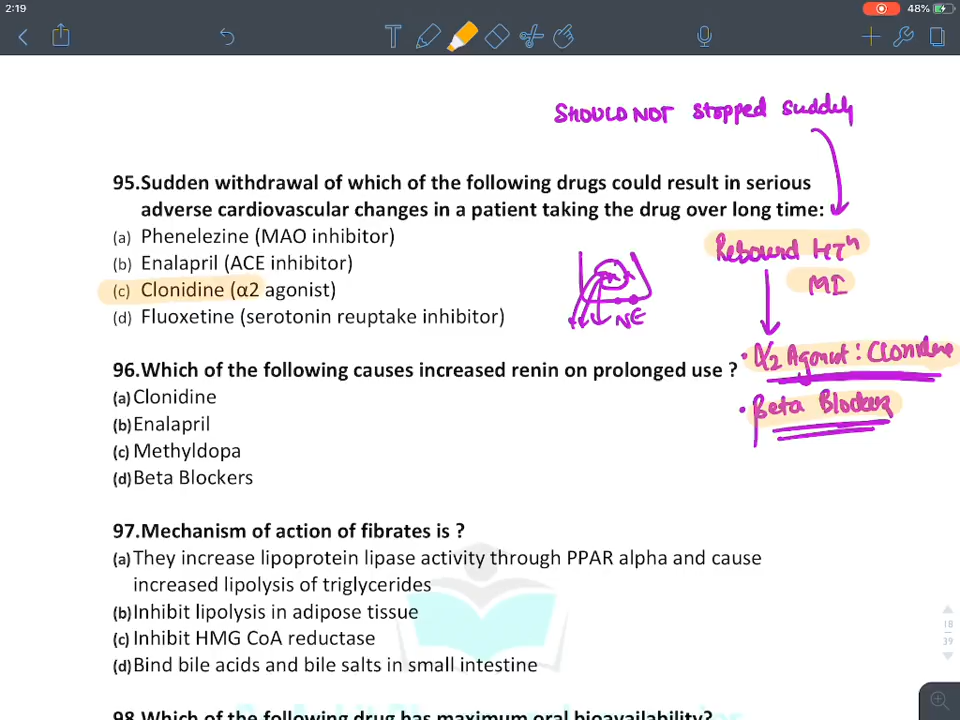 2:19
48%
SHOULD NOT stopped suddely
95.Sudden withdrawal of which of the following drugs could result in serious
adverse cardiovascular changes in a patient taking the drug over long time:
(a) Phenelezine (MAO inhibitor)
(b) Enalapril (ACE inhibitor)
(c) Clonidine (α2 agonist)
(d) Fluoxetine (serotonin reuptake inhibitor)
Rebound HTⁿ
MI
NE
• α2 Agonist : Clonidine
• Beta Blockers
96.Which of the following causes increased renin on prolonged use ?
(a)Clonidine
(b)Enalapril
(c)Methyldopa
(d)Beta Blockers
97.Mechanism of action of fibrates is ?
(a)They increase lipoprotein lipase activity through PPAR alpha and cause
increased lipolysis of triglycerides
(b)Inhibit lipolysis in adipose tissue
(c)Inhibit HMG CoA reductase
(d)Bind bile acids and bile salts in small intestine
18
39
98.Which of the following drug has maximum oral bioavailability?